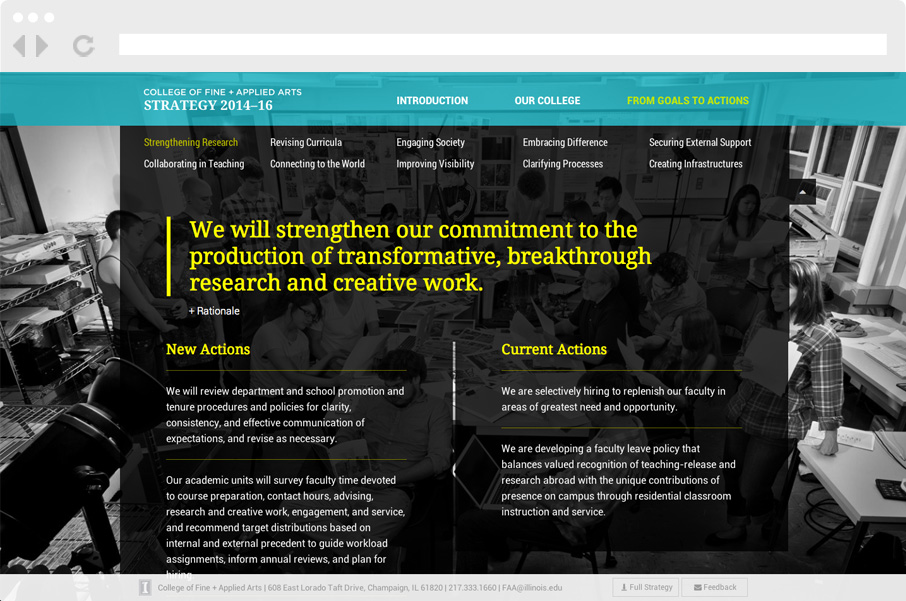 COLLEGE OF FINE + APPLIED ARTS
STRATEGY 2014–16
INTRODUCTION OUR COLLEGE FROM GOALS TO ACTIONS
Strengthening Research Revising Curricula Engaging Society Embracing Difference Securing External Support
Collaborating in Teaching Connecting to the World Improving Visibility Clarifying Processes Creating Infrastructures
We will strengthen our commitment to the
production of transformative, breakthrough
research and creative work.
+ Rationale
New Actions
We will review department and school promotion and
tenure procedures and policies for clarity,
consistency, and effective communication of
expectations, and revise as necessary.
Our academic units will survey faculty time devoted
to course preparation, contact hours, advising,
research and creative work, engagement, and service,
and recommend target distributions based on
internal and external precedent to guide workload
assignments, inform annual reviews, and plan for
hiring.
Current Actions
We are selectively hiring to replenish our faculty in
areas of greatest need and opportunity.
We are developing a faculty leave policy that
balances valued recognition of teaching-release and
research abroad with the unique contributions of
presence on campus through residential classroom
instruction and service.
I College of Fine + Applied Arts | 608 East Lorado Taft Drive, Champaign, IL 61820 | 217.333.1660 | FAA@illinois.edu Full Strategy Feedback